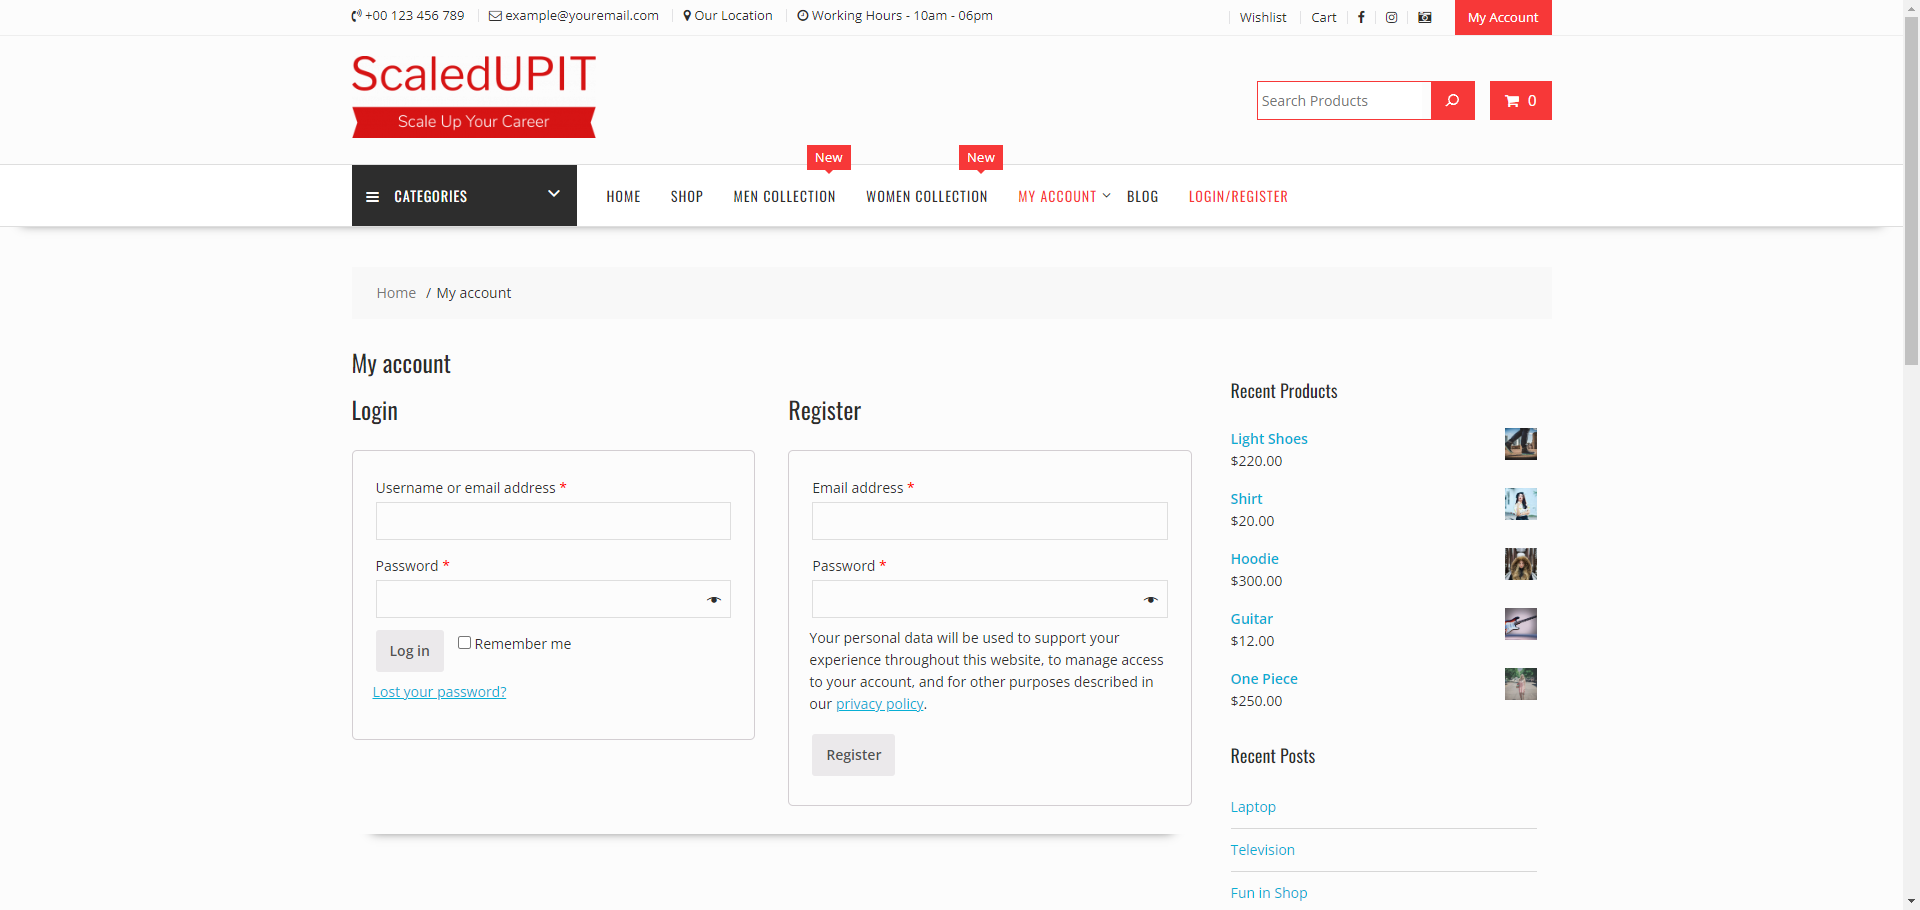 +00 123 456 789 example@youremail.com Our Location Working Hours - 10am - 06pm Wishlist Cart My Account
ScaledUPIT
Scale Up Your Career
Search Products 0
New New
CATEGORIES HOME SHOP MEN COLLECTION WOMEN COLLECTION MY ACCOUNT BLOG LOGIN/REGISTER
Home / My account
My account
Login
Username or email address *
Password *
Log in Remember me
Lost your password?
Register
Email address *
Password *
Your personal data will be used to support your
experience throughout this website, to manage access
to your account, and for other purposes described in
our privacy policy.
Register
Recent Products
Light Shoes
$220.00
Shirt
$20.00
Hoodie
$300.00
Guitar
$12.00
One Piece
$250.00
Recent Posts
Laptop
Television
Fun in Shop